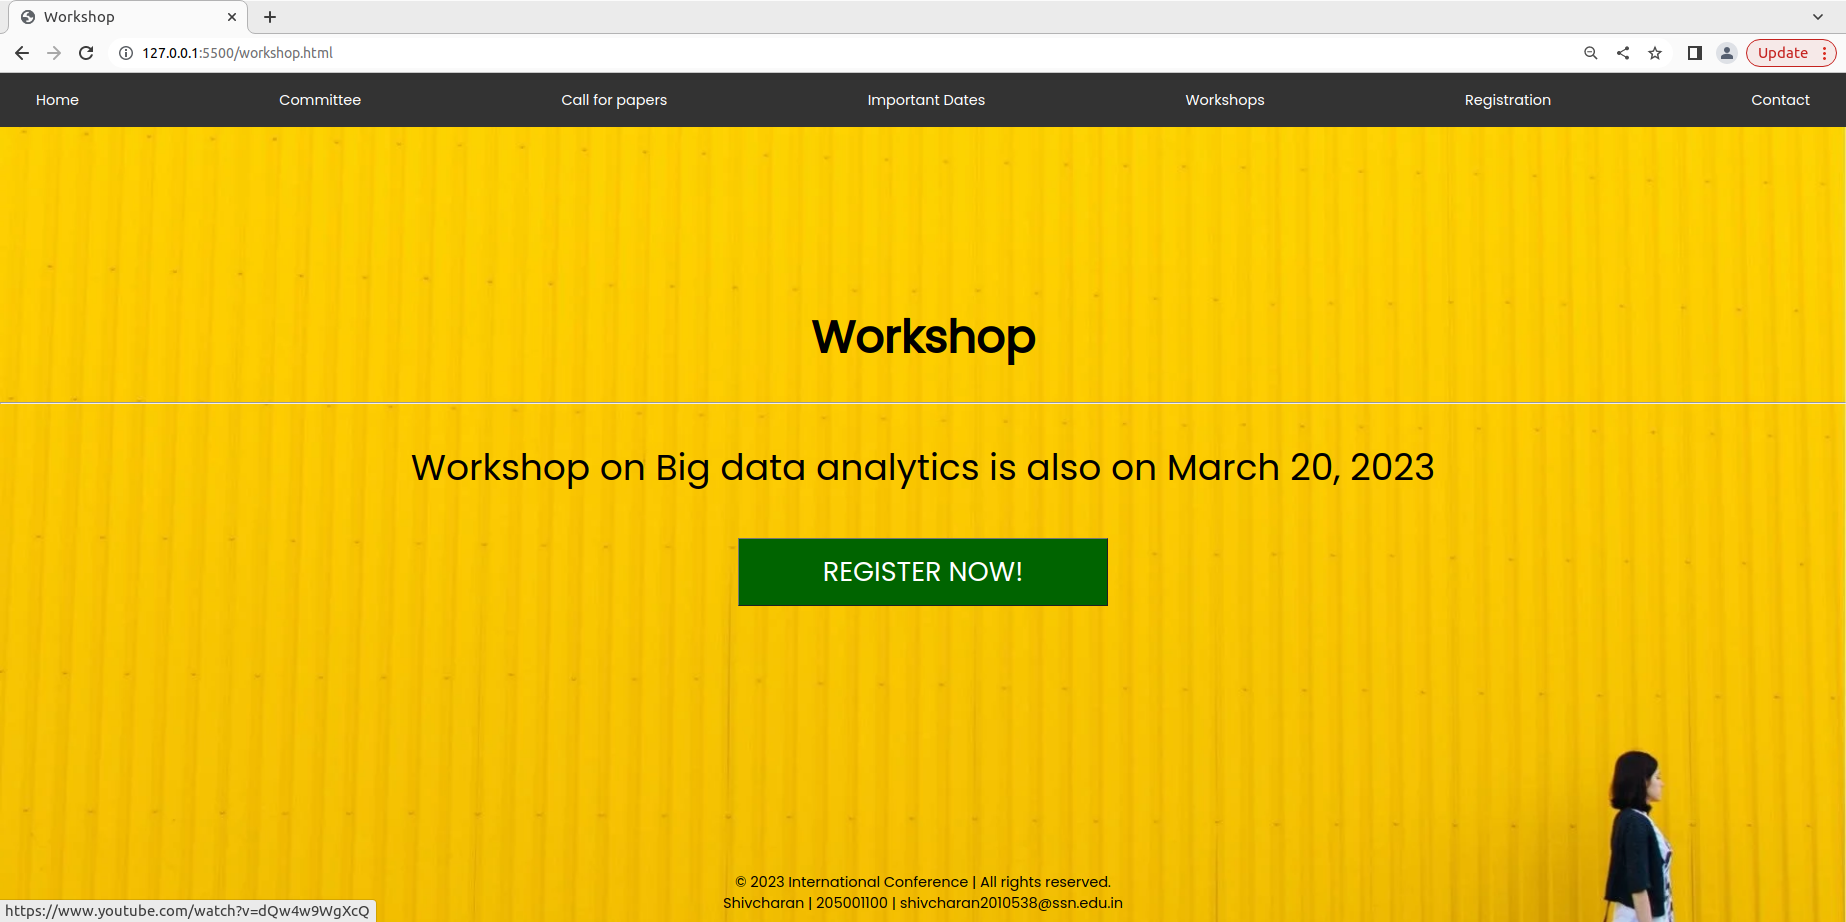 Workshop
127.0.0.1:5500/workshop.html
Update
Home
Committee
Call for papers
Important Dates
Workshops
Registration
Contact
Workshop
Workshop on Big data analytics is also on March 20, 2023
REGISTER NOW!
© 2023 International Conference | All rights reserved.
Shivcharan | 205001100 | shivcharan2010538@ssn.edu.in
https://www.youtube.com/watch?v=dQw4w9WgXcQ